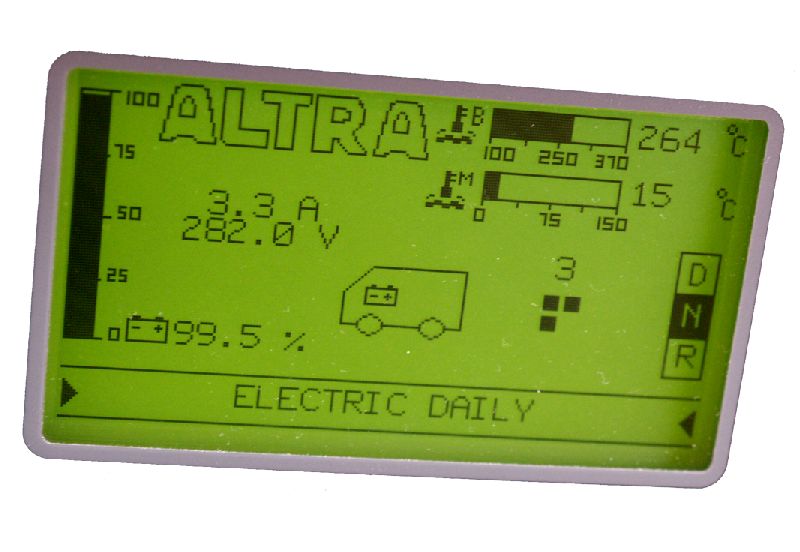 100 ALTRA B 264 °C
100 250 370
75
M 15 °C
0 75 150
3.3 A
50
282.0 V
3
D
25
N
0 99.5 %
R
ELECTRIC DAILY